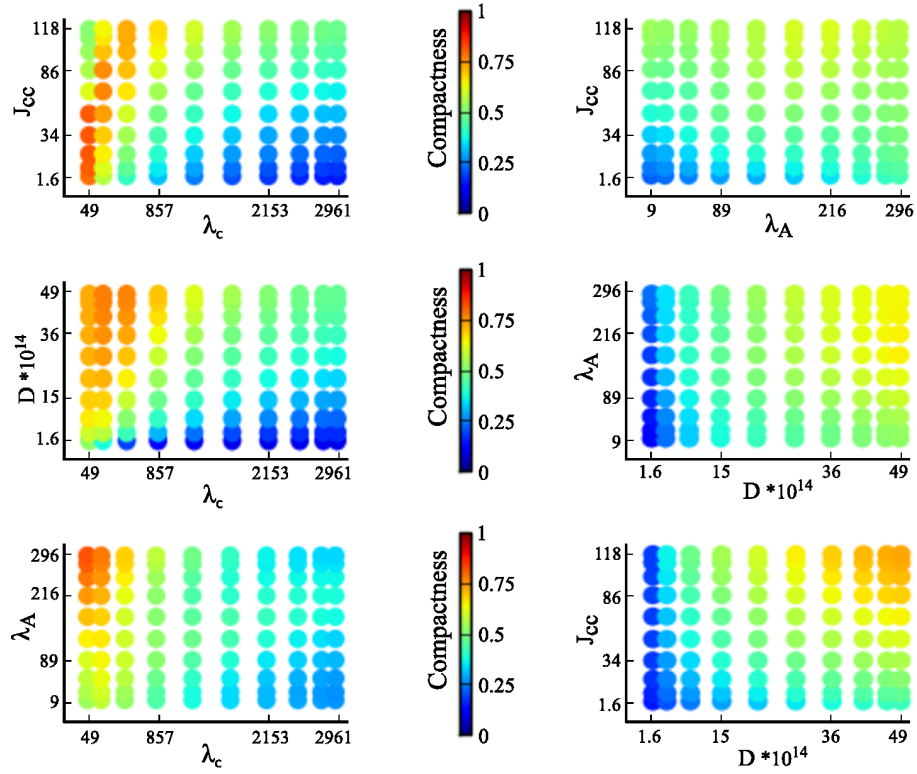 118
86
34
1.6
J_cc
49 857 2153 2961
λ_c
Compactness
1
0.75
0.5
0.25
0
118
86
34
1.6
J_cc
9 89 216 296
λ_A
49
36
15
1.6
D *10^14
49 857 2153 2961
λ_c
Compactness
1
0.75
0.5
0.25
0
296
216
89
9
λ_A
1.6 15 36 49
D *10^14
296
216
89
9
λ_A
49 857 2153 2961
λ_c
Compactness
1
0.75
0.5
0.25
0
118
86
34
1.6
J_cc
1.6 15 36 49
D *10^14